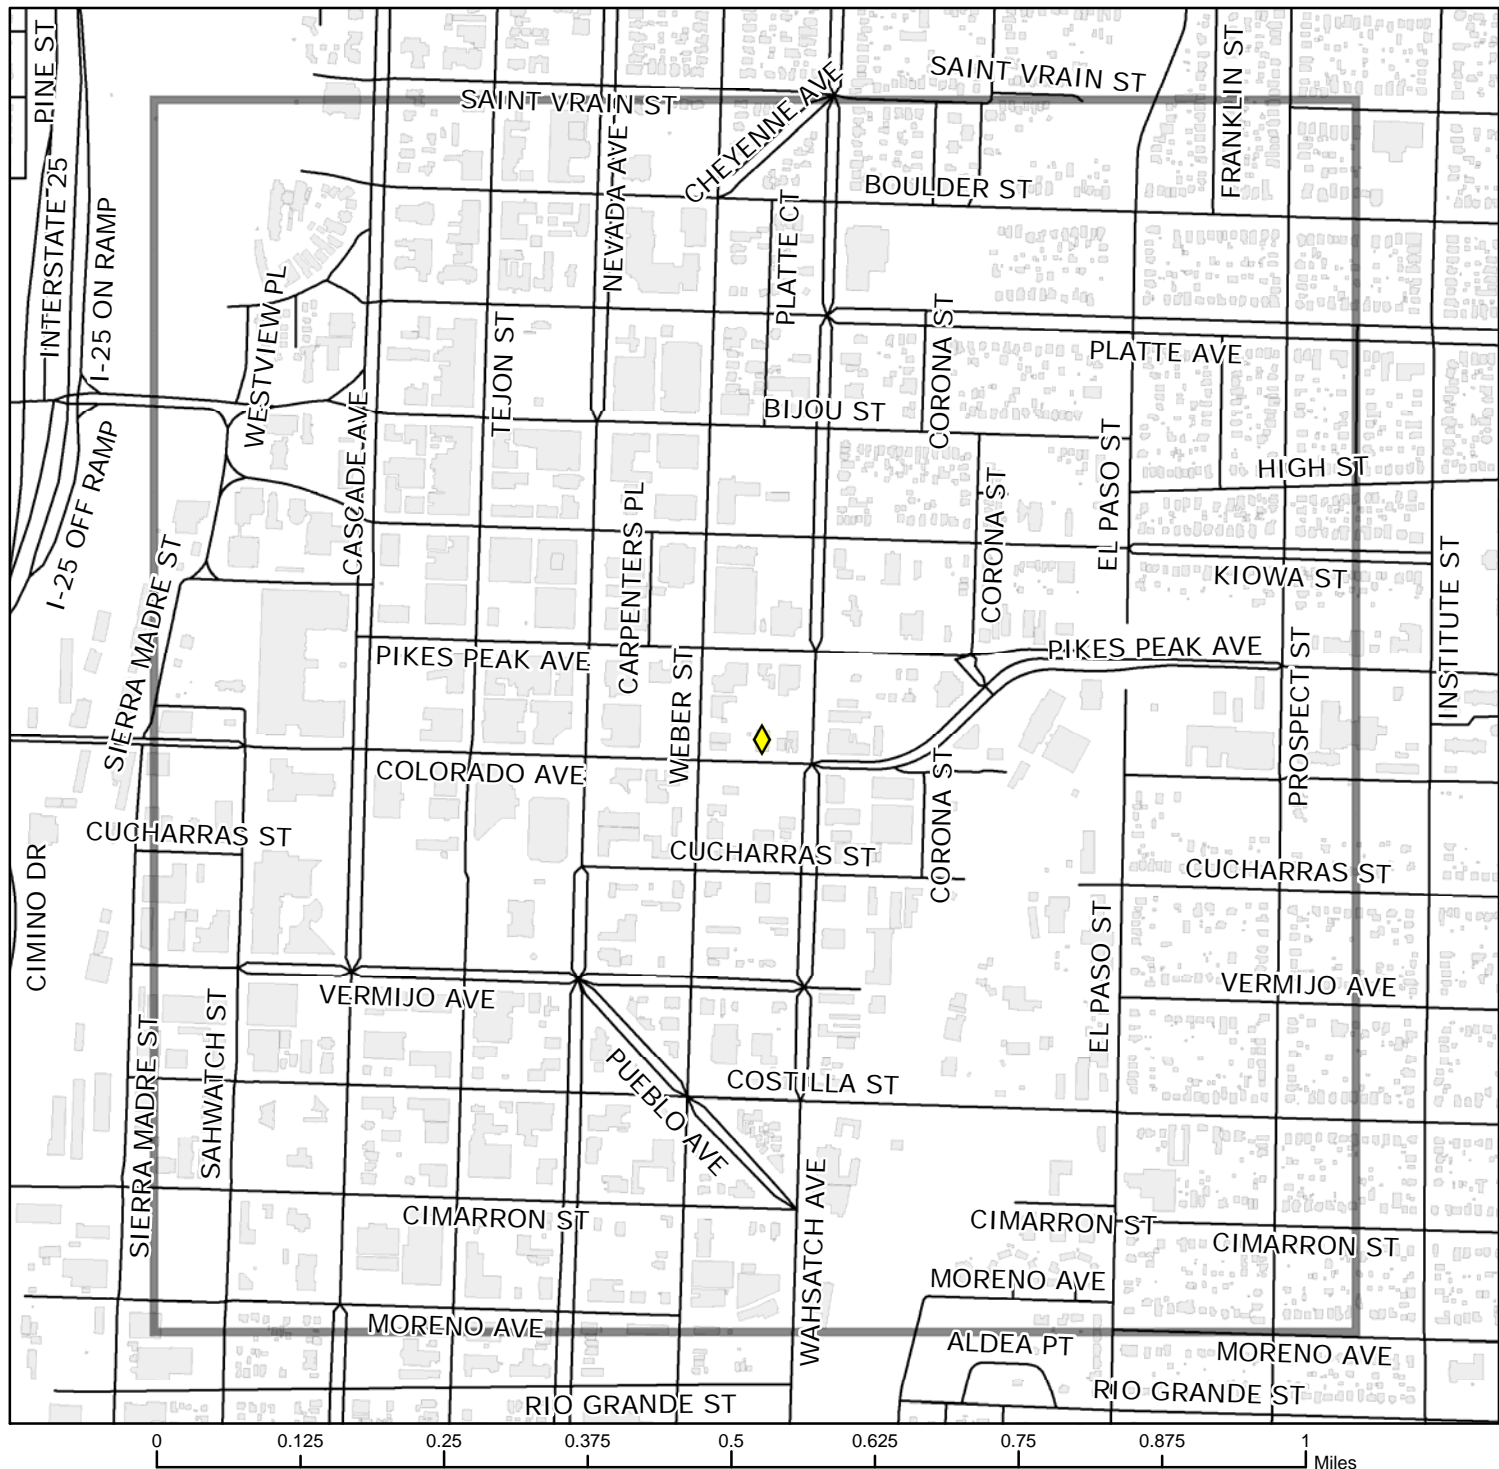 PINE ST
INTERSTATE 25
I-25 ON RAMP
I-25 OFF RAMP
SAINT VRAIN ST
SAINT VRAIN ST
CHEYENNE AVE
FRANKLIN ST
NEVADA AVE
BOULDER ST
PLATTE CT
WESTVIEW PL
TEJON ST
CORONA ST
PLATTE AVE
CASCADE AVE
BIJOU ST
EL PASO ST
HIGH ST
CARPENTERS PL
CORONA ST
SIERRA MADRE ST
KIOWA ST
INSTITUTE ST
PIKES PEAK AVE
PIKES PEAK AVE
WEBER ST
PROSPECT ST
COLORADO AVE
CORONA ST
CUCHARRAS ST
CUCHARRAS ST
CUCHARRAS ST
CIMINO DR
EL PASO ST
VERMIJO AVE
VERMIJO AVE
SIERRA MADRE ST
SAHWATCH ST
PUEBLO AVE
COSTILLA ST
WAHSATCH AVE
CIMARRON ST
CIMARRON ST
CIMARRON ST
MORENO AVE
MORENO AVE
ALDEA PT
MORENO AVE
RIO GRANDE ST
RIO GRANDE ST
0 0.125 0.25 0.375 0.5 0.625 0.75 0.875 1
Miles